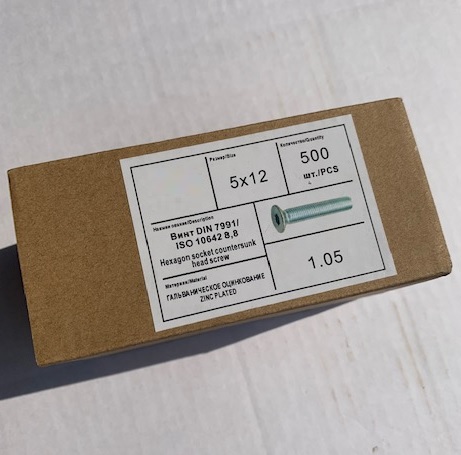 Размер/Size
5x12
Количество/Quantity
500
шт./PCS
Наименование/Description
Винт DIN 7991/
ISO 10642 8,8
Hexagon socket countersunk
head screw
1.05
Материал/Material
ГАЛЬВАНИЧЕСКОЕ ОЦИНКОВАНИЕ
ZINC PLATED